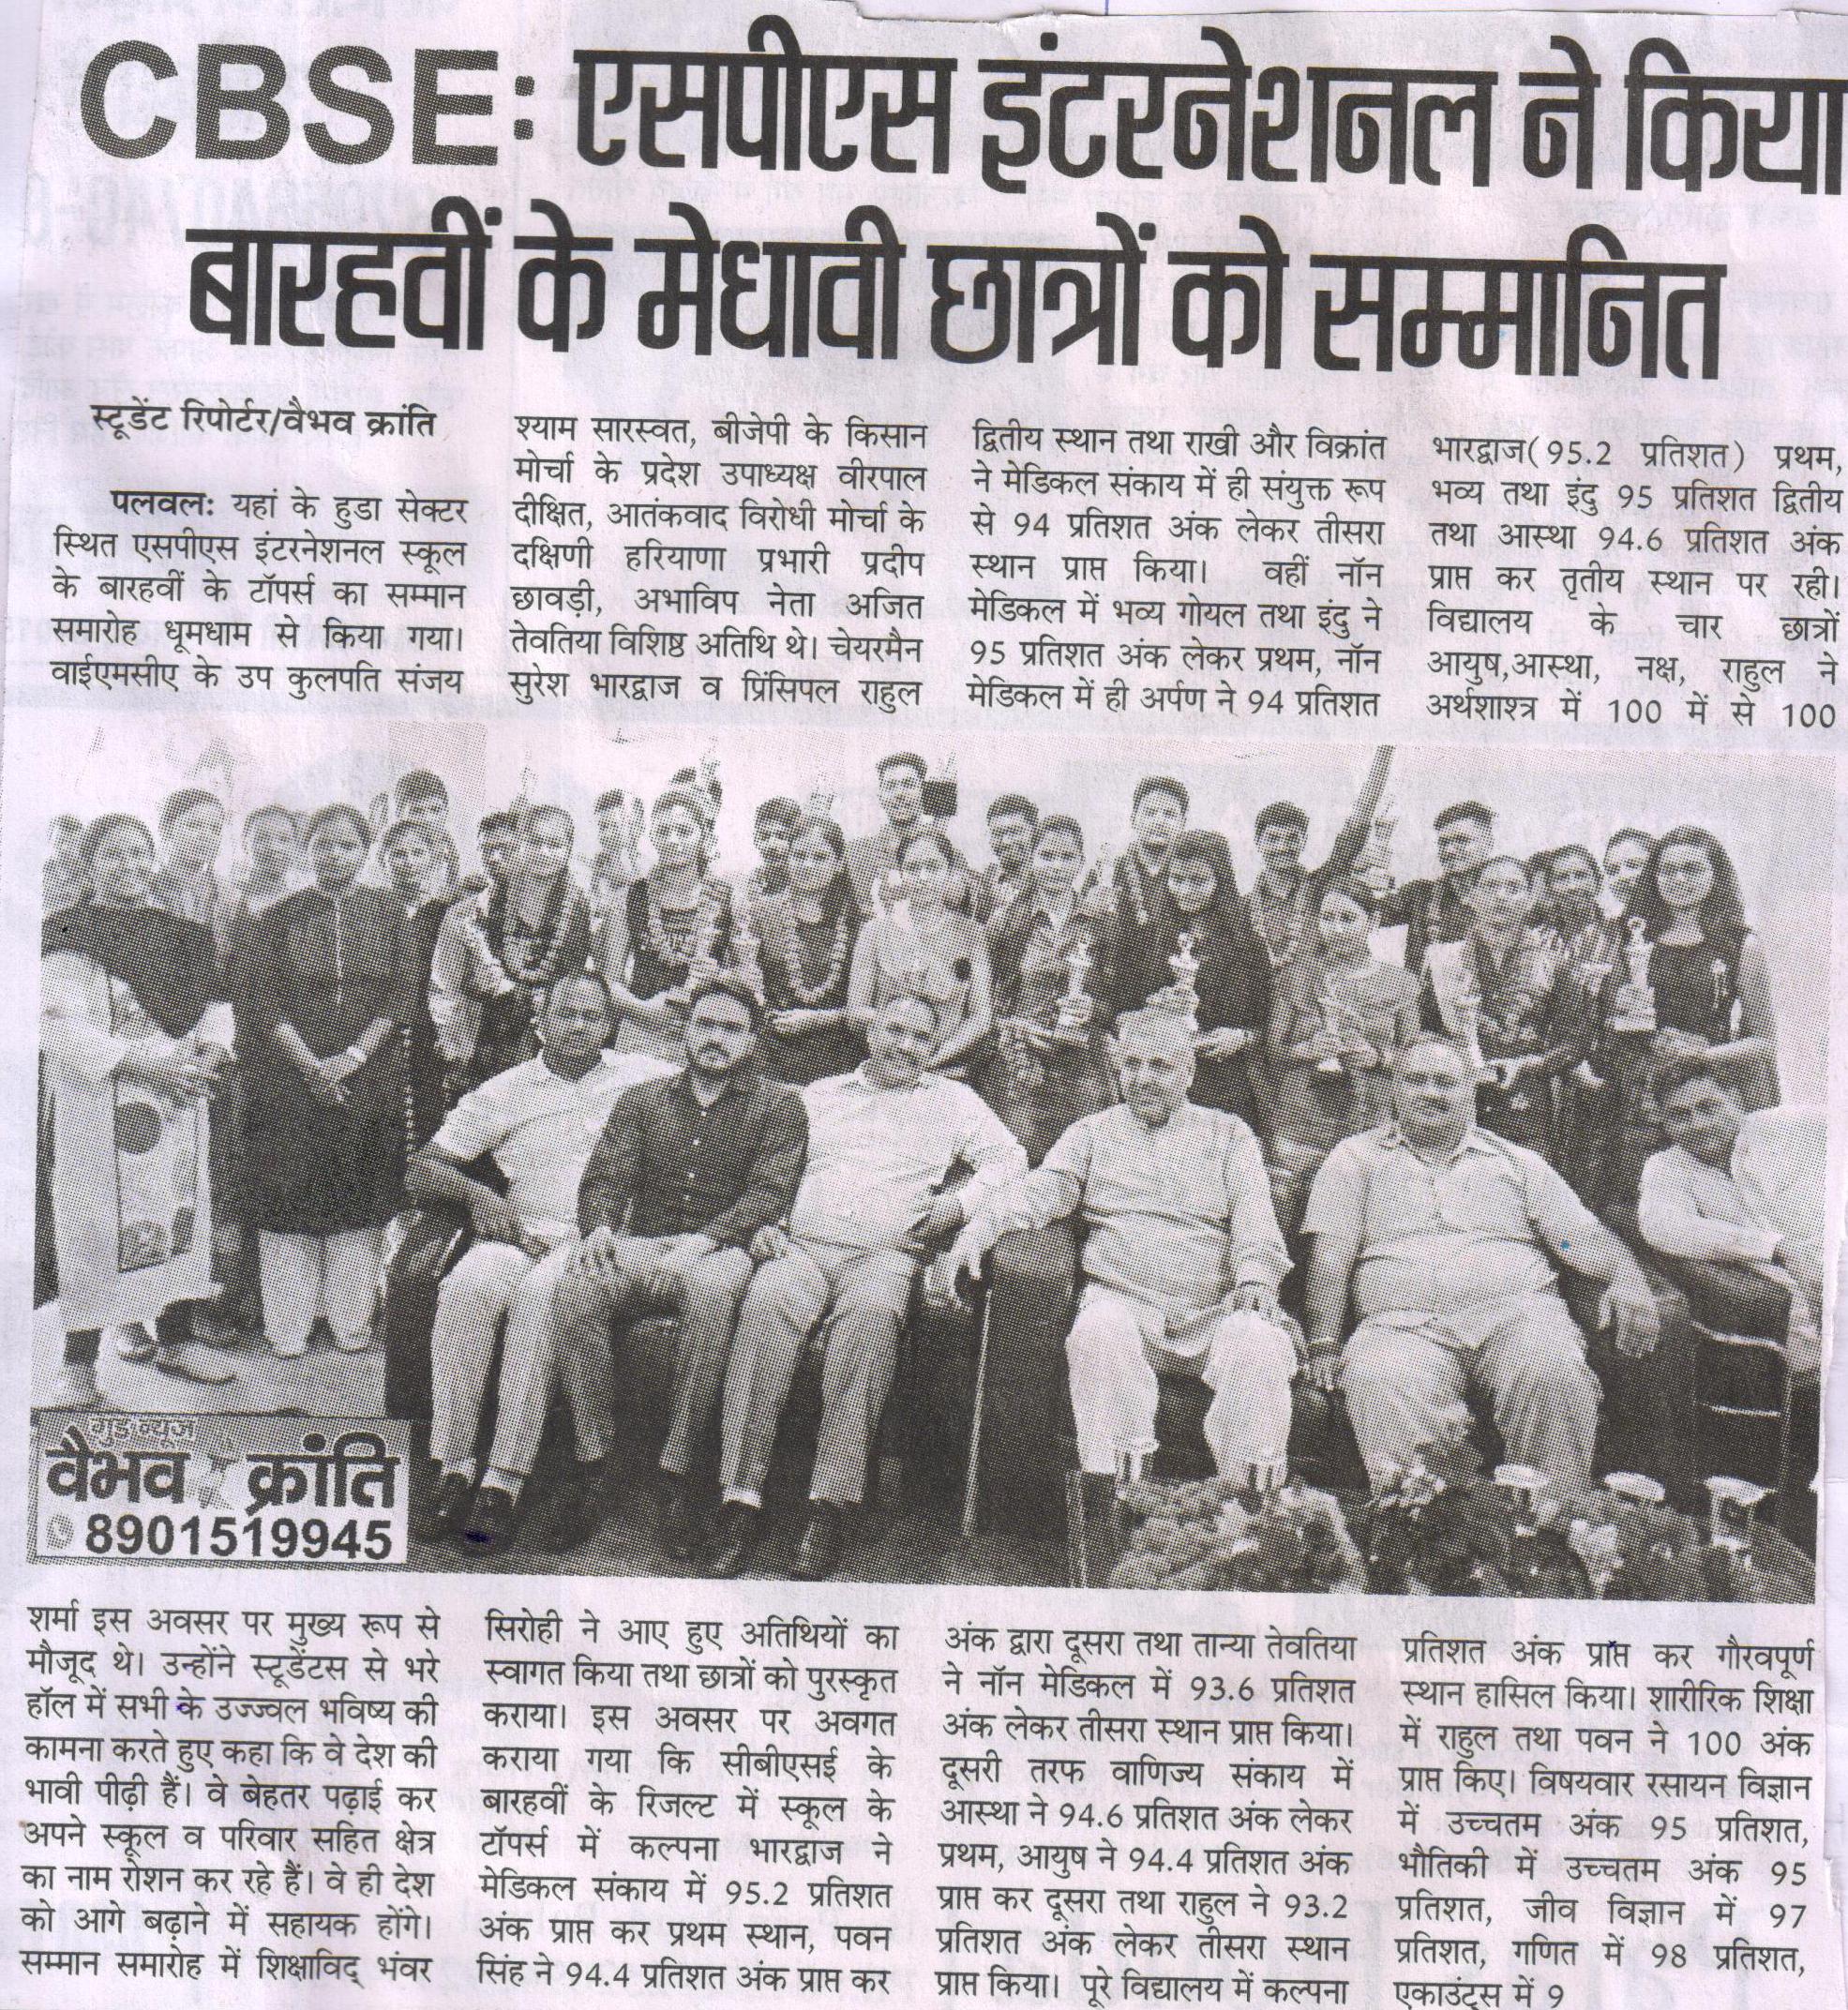 CBSE: एसपीएस इंटरनेशनल ने किया
बारहवीं के मेधावी छात्रों को सम्मानित
स्टूडेंट रिपोर्टर/वैभव क्रांति
पलवल: यहां के हुडा सेक्टर
स्थित एसपीएस इंटरनेशनल स्कूल
के बारहवीं के टॉपर्स का सम्मान
समारोह धूमधाम से किया गया।
वाईएमसीए के उप कुलपति संजय
शर्मा इस अवसर पर मुख्य रूप से
मौजूद थे। उन्होंने स्टूडेंटस से भरे
हॉल में सभी के उज्ज्वल भविष्य की
कामना करते हुए कहा कि वे देश की
भावी पीढ़ी हैं। वे बेहतर पढ़ाई कर
अपने स्कूल व परिवार सहित क्षेत्र
का नाम रोशन कर रहे हैं। वे ही देश
को आगे बढ़ाने में सहायक होंगे।
सम्मान समारोह में शिक्षाविद् भंवर
श्याम सारस्वत, बीजेपी के किसान
मोर्चा के प्रदेश उपाध्यक्ष वीरपाल
दीक्षित, आतंकवाद विरोधी मोर्चा के
दक्षिणी हरियाणा प्रभारी प्रदीप
छावड़ी, अभाविप नेता अजित
तेवतिया विशिष्ठ अतिथि थे। चेयरमैन
सुरेश भारद्वाज व प्रिंसिपल राहुल
सिरोही ने आए हुए अतिथियों का
स्वागत किया तथा छात्रों को पुरस्कृत
कराया। इस अवसर पर अवगत
कराया गया कि सीबीएसई के
बारहवीं के रिजल्ट में स्कूल के
टॉपर्स में कल्पना भारद्वाज ने
मेडिकल संकाय में 95.2 प्रतिशत
अंक प्राप्त कर प्रथम स्थान, पवन
सिंह ने 94.4 प्रतिशत अंक प्राप्त कर
द्वितीय स्थान तथा राखी और विक्रांत
ने मेडिकल संकाय में ही संयुक्त रूप
से 94 प्रतिशत अंक लेकर तीसरा
स्थान प्राप्त किया। वहीं नॉन
मेडिकल में भव्य गोयल तथा इंदु ने
95 प्रतिशत अंक लेकर प्रथम, नॉन
मेडिकल में ही अर्पण ने 94 प्रतिशत
अंक द्वारा दूसरा तथा तान्या तेवतिया
ने नॉन मेडिकल में 93.6 प्रतिशत
अंक लेकर तीसरा स्थान प्राप्त किया।
दूसरी तरफ वाणिज्य संकाय में
आस्था ने 94.6 प्रतिशत अंक लेकर
प्रथम, आयुष ने 94.4 प्रतिशत अंक
प्राप्त कर दूसरा तथा राहुल ने 93.2
प्रतिशत अंक लेकर तीसरा स्थान
प्राप्त किया। पूरे विद्यालय में कल्पना
भारद्वाज(95.2 प्रतिशत) प्रथम,
भव्य तथा इंदु 95 प्रतिशत द्वितीय
तथा आस्था 94.6 प्रतिशत अंक
प्राप्त कर तृतीय स्थान पर रही।
विद्यालय के चार छात्रों
आयुष,आस्था, नक्ष, राहुल ने
अर्थशाश्त्र में 100 में से 100
प्रतिशत अंक प्राप्त कर गौरवपूर्ण
स्थान हासिल किया। शारीरिक शिक्षा
में राहुल तथा पवन ने 100 अंक
प्राप्त किए। विषयवार रसायन विज्ञान
में उच्चतम अंक 95 प्रतिशत,
भौतिकी में उच्चतम अंक 95
प्रतिशत, जीव विज्ञान में 97
प्रतिशत, गणित में 98 प्रतिशत,
एकाउंट्स में 9
गुड न्यूज
वैभव क्रांति
8901519945